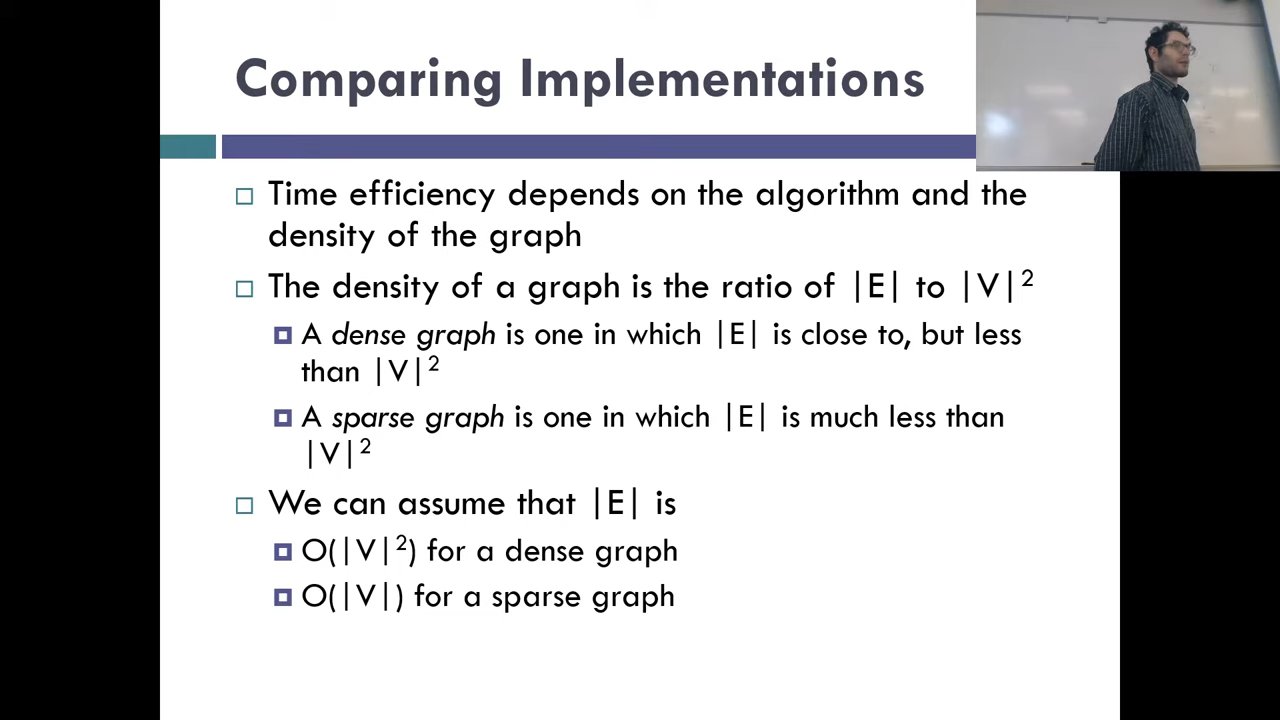 Comparing Implementations
Time efficiency depends on the algorithm and the
density of the graph
The density of a graph is the ratio of |E| to |V|²
A dense graph is one in which |E| is close to, but less
than |V|²
A sparse graph is one in which |E| is much less than
|V|²
We can assume that |E| is
O(|V|²) for a dense graph
O(|V|) for a sparse graph